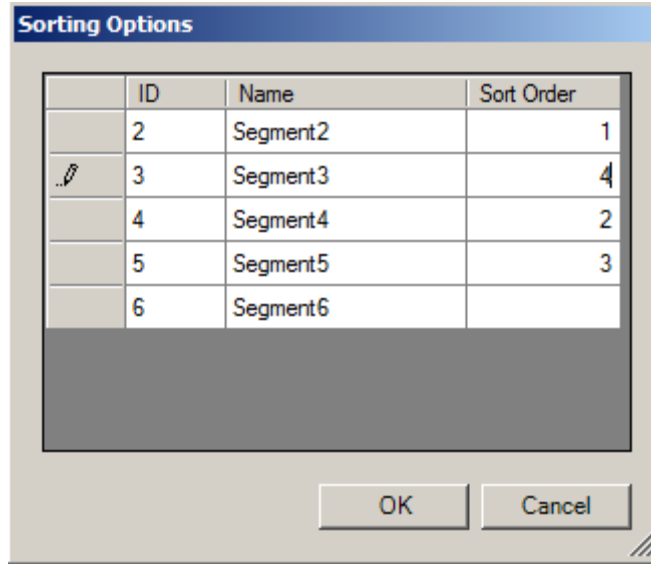 Sorting Options
ID Name Sort Order
2 Segment2 1
3 Segment3 4
4 Segment4 2
5 Segment5 3
6 Segment6
OK Cancel